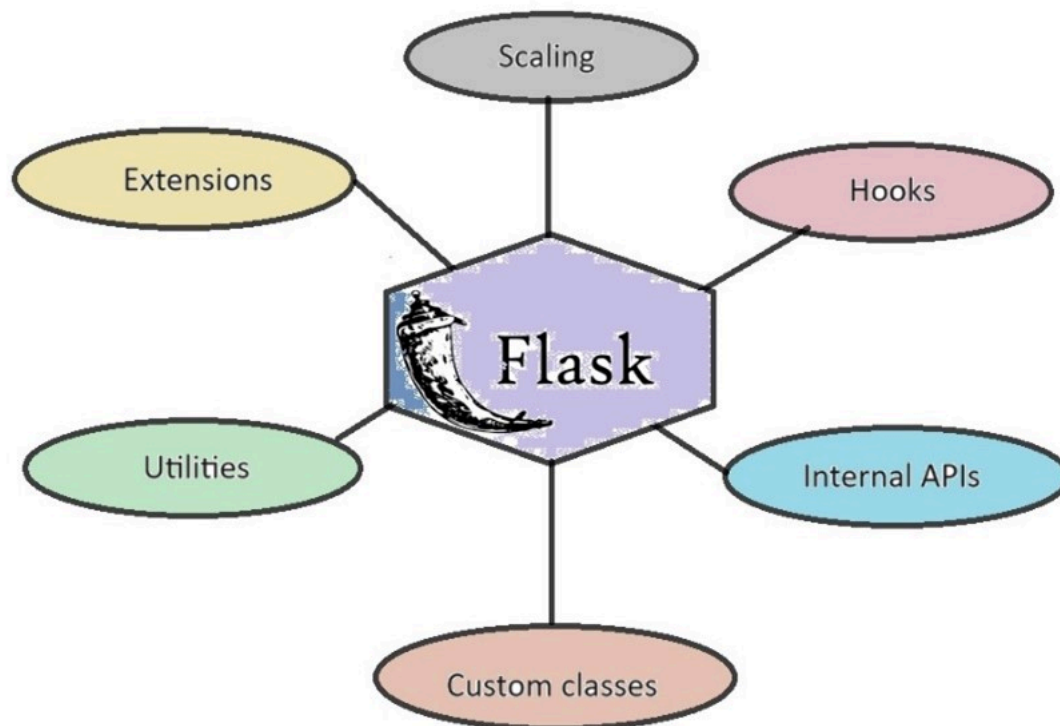 Scaling
Extensions
Hooks
Flask
Utilities
Internal APIs
Custom classes